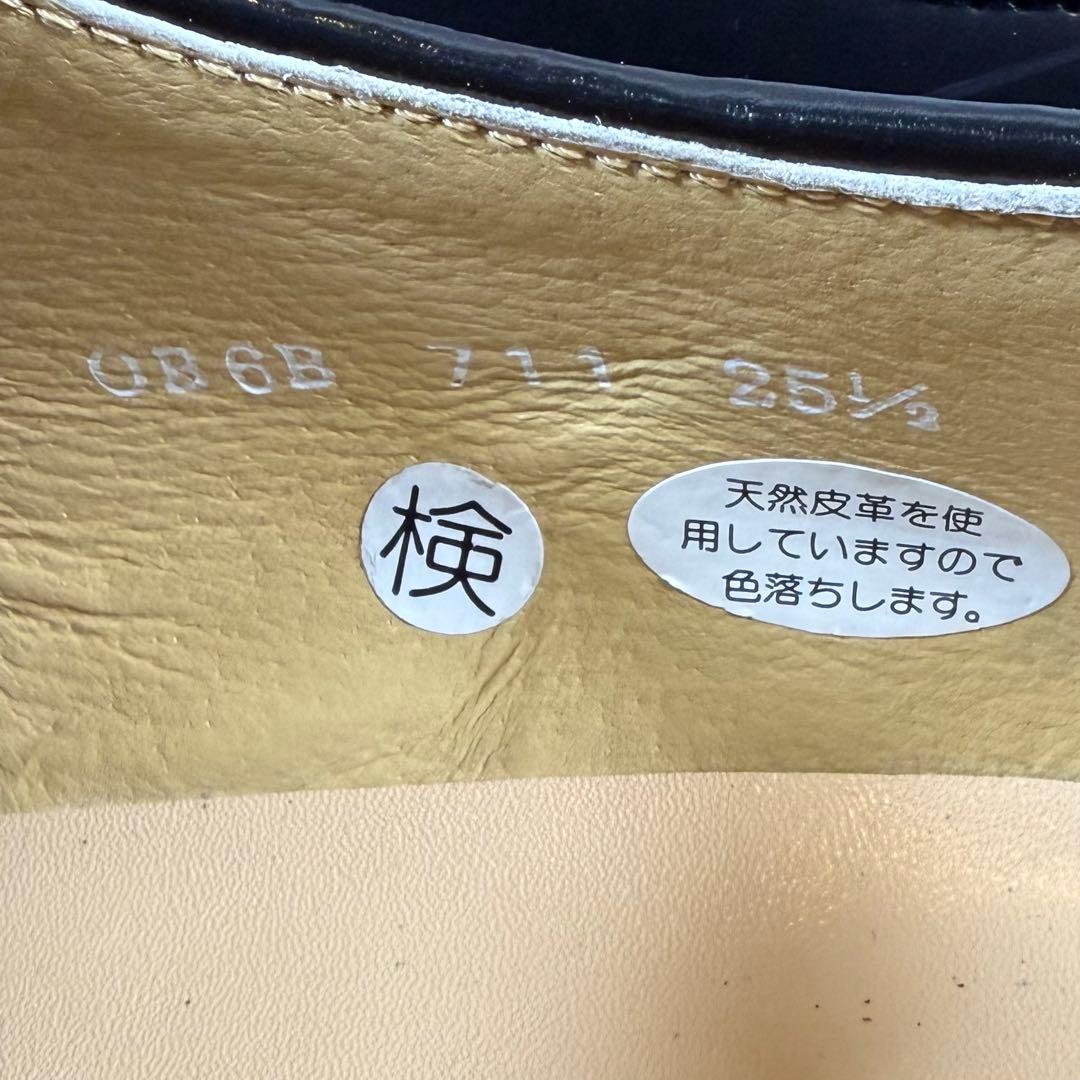 OB6B 711 25½
検
天然皮革を使
用していますので
色落ちします。